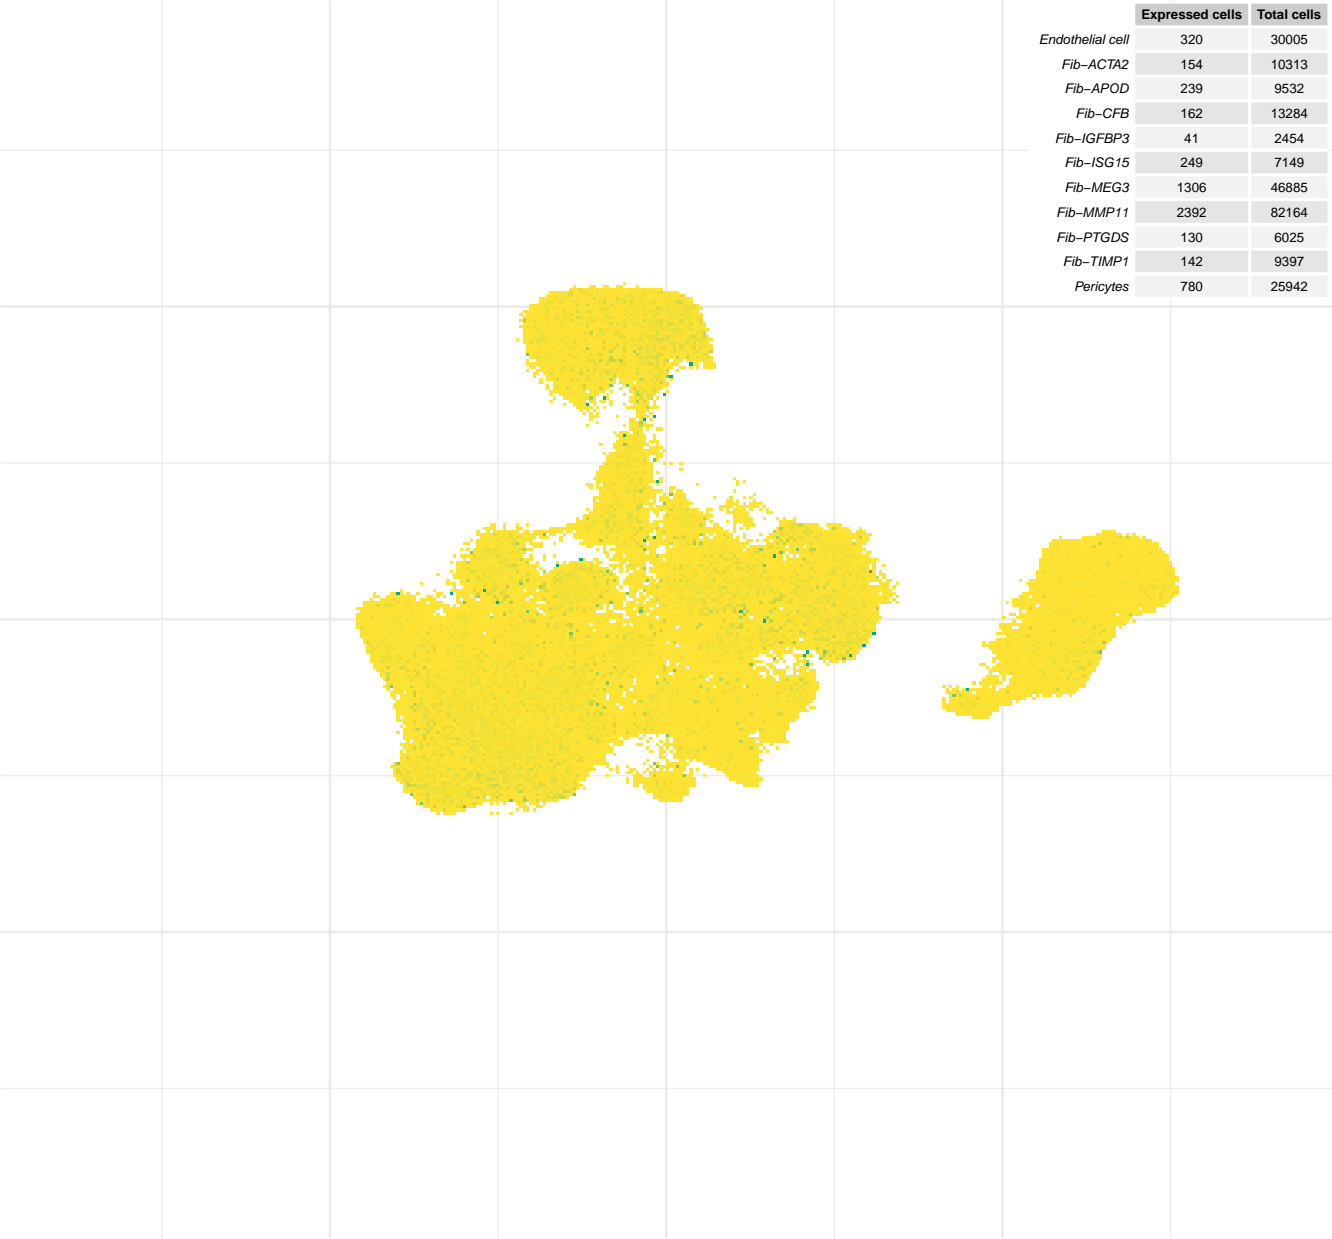 Expressed cells Total cells
Endothelial cell 320 30005
Fib−ACTA2 154 10313
Fib−APOD 239 9532
Fib−CFB 162 13284
Fib−IGFBP3 41 2454
Fib−ISG15 249 7149
Fib−MEG3 1306 46885
Fib−MMP11 2392 82164
Fib−PTGDS 130 6025
Fib−TIMP1 142 9397
Pericytes 780 25942